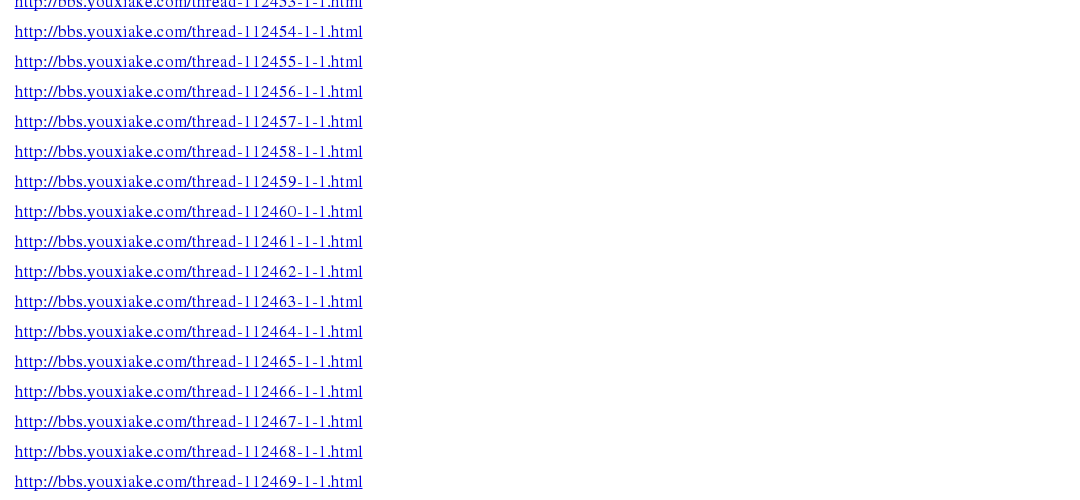 http://bbs.youxiake.com/thread-112453-1-1.html
http://bbs.youxiake.com/thread-112454-1-1.html
http://bbs.youxiake.com/thread-112455-1-1.html
http://bbs.youxiake.com/thread-112456-1-1.html
http://bbs.youxiake.com/thread-112457-1-1.html
http://bbs.youxiake.com/thread-112458-1-1.html
http://bbs.youxiake.com/thread-112459-1-1.html
http://bbs.youxiake.com/thread-112460-1-1.html
http://bbs.youxiake.com/thread-112461-1-1.html
http://bbs.youxiake.com/thread-112462-1-1.html
http://bbs.youxiake.com/thread-112463-1-1.html
http://bbs.youxiake.com/thread-112464-1-1.html
http://bbs.youxiake.com/thread-112465-1-1.html
http://bbs.youxiake.com/thread-112466-1-1.html
http://bbs.youxiake.com/thread-112467-1-1.html
http://bbs.youxiake.com/thread-112468-1-1.html
http://bbs.youxiake.com/thread-112469-1-1.html